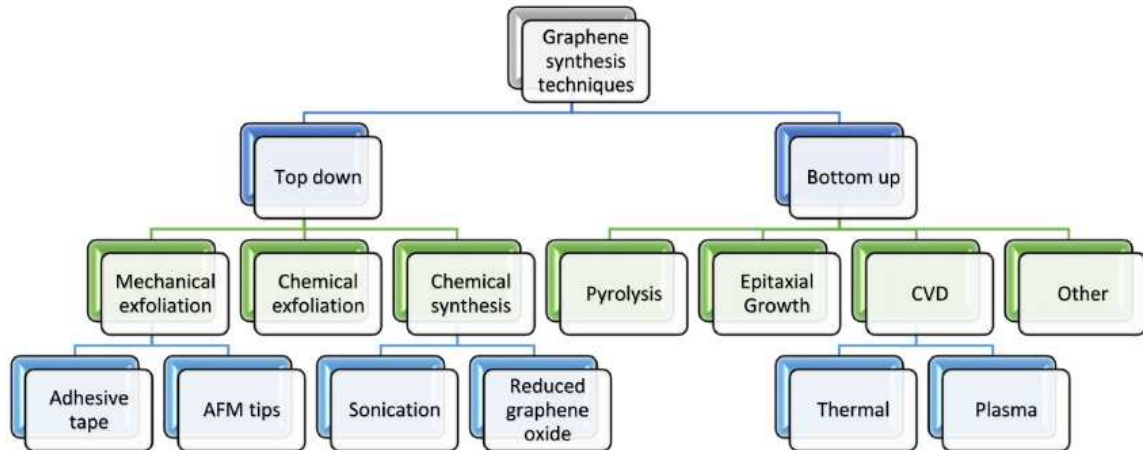 Graphene
synthesis
techniques
Top down
Bottom up
Mechanical
exfoliation
Chemical
exfoliation
Chemical
synthesis
Pyrolysis
Epitaxial
Growth
CVD
Other
Adhesive
tape
AFM tips
Sonication
Reduced
graphene
oxide
Thermal
Plasma